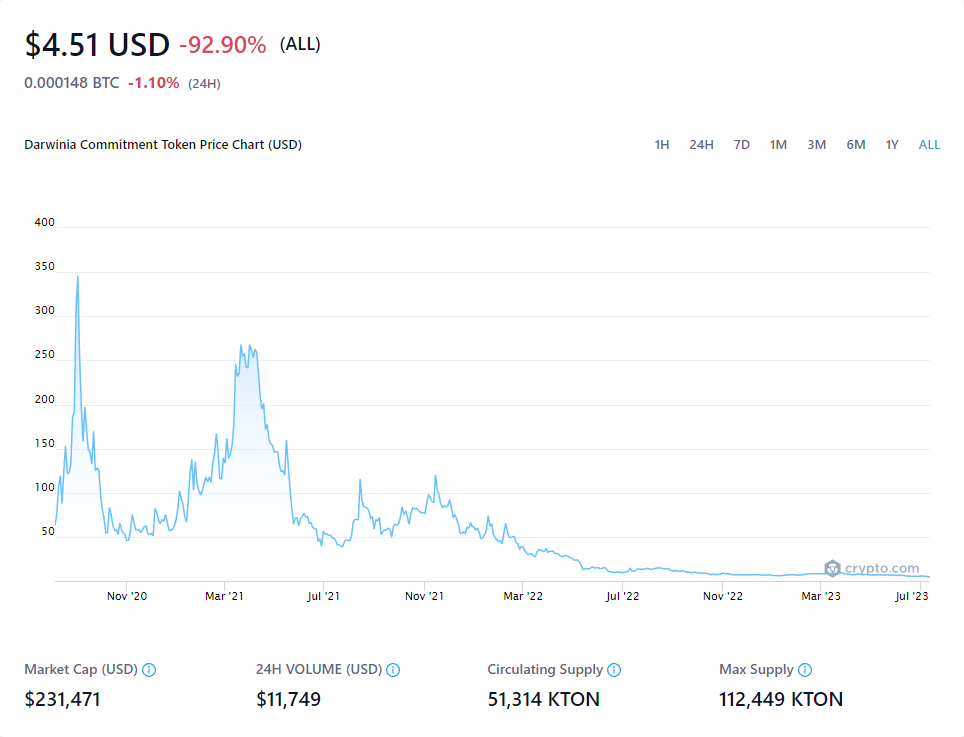 $4.51 USD -92.90% (ALL)
0.000148 BTC -1.10% (24H)
Darwinia Commitment Token Price Chart (USD) 1H 24H 7D 1M 3M 6M 1Y ALL
400
350
300
250
200
150
100
50
crypto.com
Nov '20 Mar '21 Jul '21 Nov '21 Mar '22 Jul '22 Nov '22 Mar '23 Jul '23
Market Cap (USD) 24H VOLUME (USD) Circulating Supply Max Supply
$231,471 $11,749 51,314 KTON 112,449 KTON